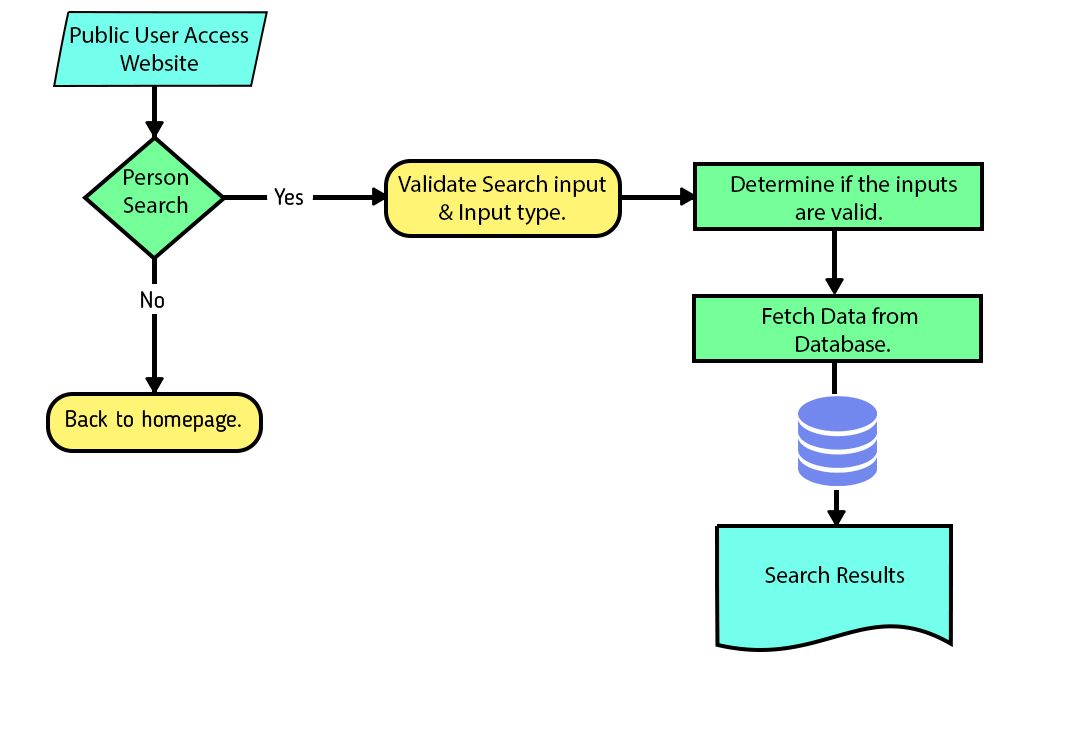 Public User Access
Website
Person
Search
Yes
Validate Search input
& Input type.
Determine if the inputs
are valid.
No
Fetch Data from
Database.
Back to homepage.
Search Results